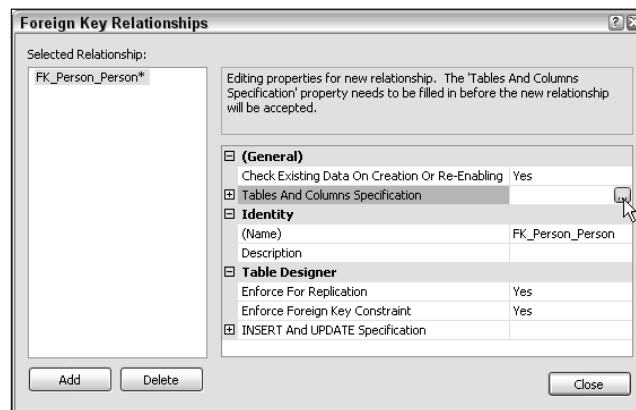 Foreign Key Relationships
Selected Relationship:
FK_Person_Person*
Editing properties for new relationship. The 'Tables And Columns
Specification' property needs to be filled in before the new relationship
will be accepted.
(General)
Check Existing Data On Creation Or Re-Enabling Yes
Tables And Columns Specification ...
Identity
(Name) FK_Person_Person
Description
Table Designer
Enforce For Replication Yes
Enforce Foreign Key Constraint Yes
INSERT And UPDATE Specification
Add Delete Close